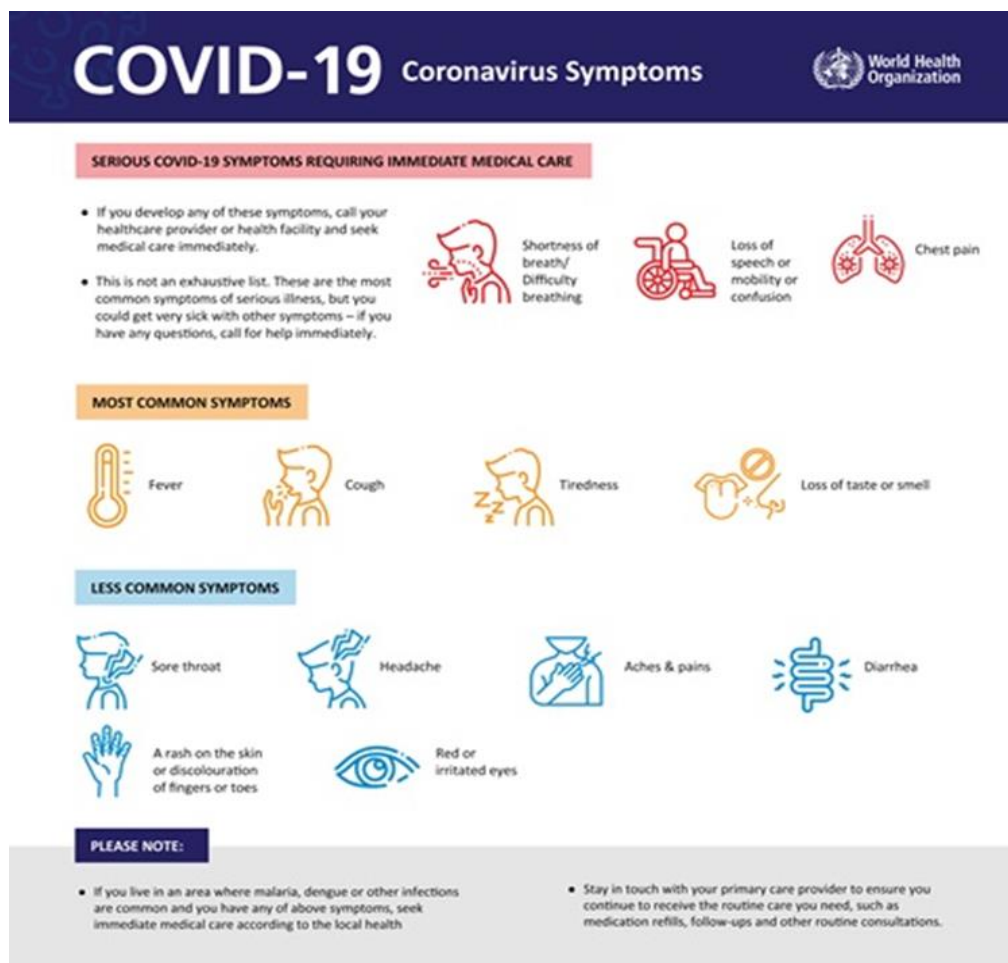 COVID-19 Coronavirus Symptoms
World Health
Organization
SERIOUS COVID-19 SYMPTOMS REQUIRING IMMEDIATE MEDICAL CARE
• If you develop any of these symptoms, call your
healthcare provider or health facility and seek
medical care immediately.
• This is not an exhaustive list. These are the most
common symptoms of serious illness, but you
could get very sick with other symptoms – if you
have any questions, call for help immediately.
Shortness of
breath/
Difficulty
breathing
Loss of
speech or
mobility or
confusion
Chest pain
MOST COMMON SYMPTOMS
Fever
Cough
Z Z Z
Tiredness
Loss of taste or smell
LESS COMMON SYMPTOMS
Sore throat
Headache
Aches & pains
Diarrhea
A rash on the skin
or discolouration
of fingers or toes
Red or
irritated eyes
PLEASE NOTE:
• If you live in an area where malaria, dengue or other infections
are common and you have any of above symptoms, seek
immediate medical care according to the local health
• Stay in touch with your primary care provider to ensure you
continue to receive the routine care you need, such as
medication refills, follow-ups and other routine consultations.